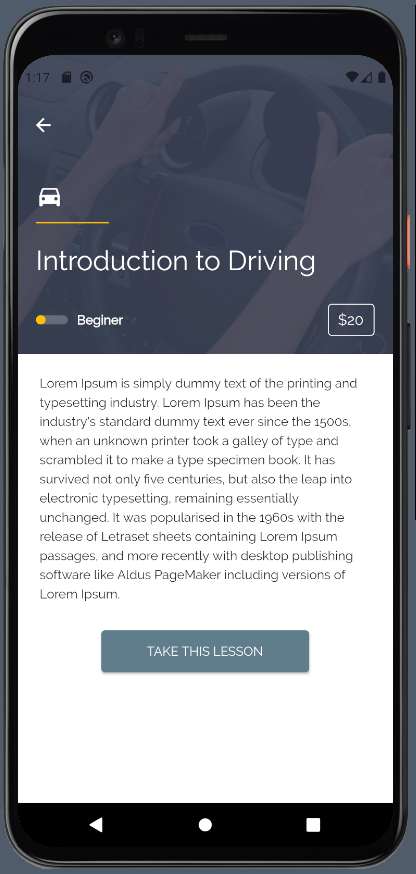 1:17
Introduction to Driving
Beginer
$20
Lorem Ipsum is simply dummy text of the printing and
typesetting industry. Lorem Ipsum has been the
industry's standard dummy text ever since the 1500s,
when an unknown printer took a galley of type and
scrambled it to make a type specimen book. It has
survived not only five centuries, but also the leap into
electronic typesetting, remaining essentially
unchanged. It was popularised in the 1960s with the
release of Letraset sheets containing Lorem Ipsum
passages, and more recently with desktop publishing
software like Aldus PageMaker including versions of
Lorem Ipsum.
TAKE THIS LESSON